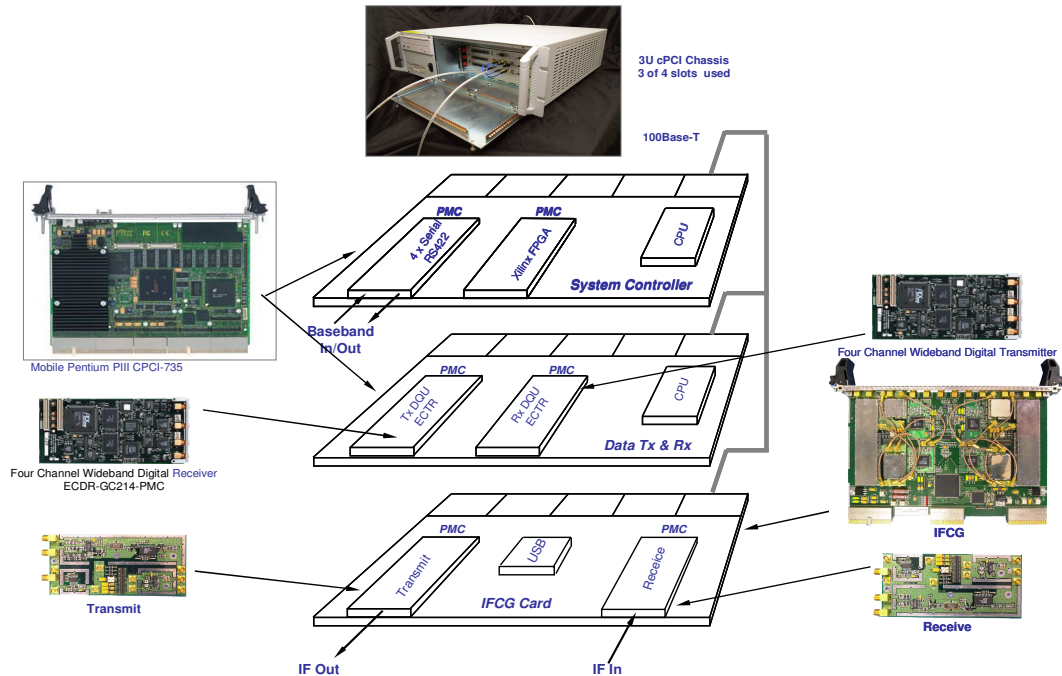 3U cPCI Chassis
3 of 4 slots used
100Base-T
PMC
4 x Serial
RS422
PMC
Xilinx FPGA
CPU
System Controller
Baseband
In/Out
Mobile Pentium PIII CPCI-735
Four Channel Wideband Digital Transmitter
PMC
Tx DQU
ECTR
PMC
Rx DQU
ECTR
CPU
Data Tx & Rx
Four Channel Wideband Digital Receiver
ECDR-GC214-PMC
IFCG
PMC
Transmit
USB
PMC
Receice
IFCG Card
Transmit
Receive
IF Out
IF In